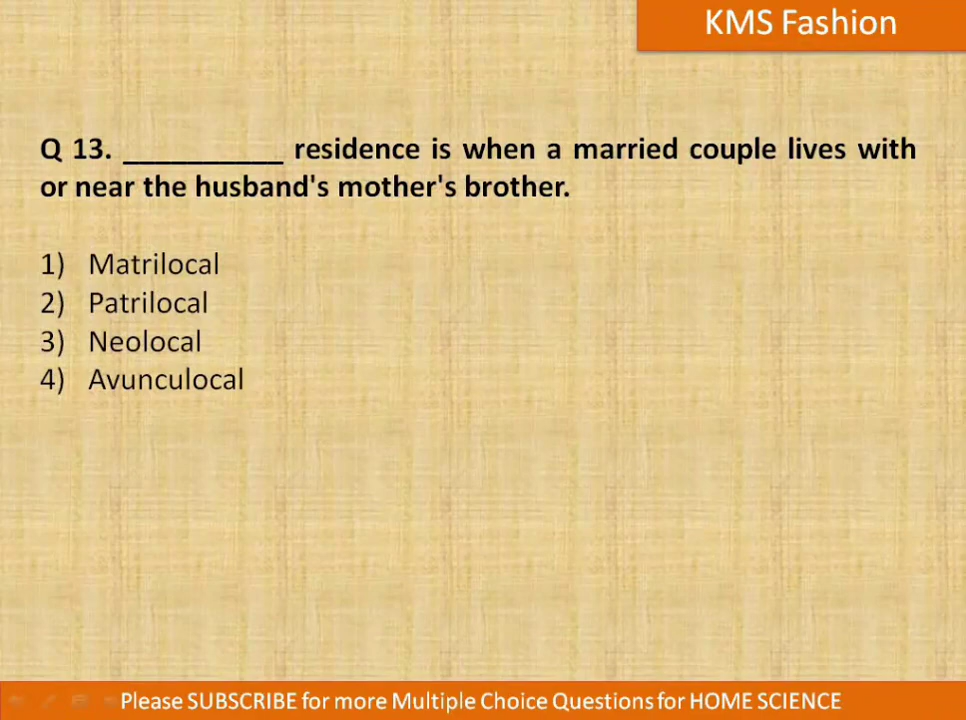 KMS Fashion
Q 13. __________ residence is when a married couple lives with
or near the husband's mother's brother.
1) Matrilocal
2) Patrilocal
3) Neolocal
4) Avunculocal
Please SUBSCRIBE for more Multiple Choice Questions for HOME SCIENCE